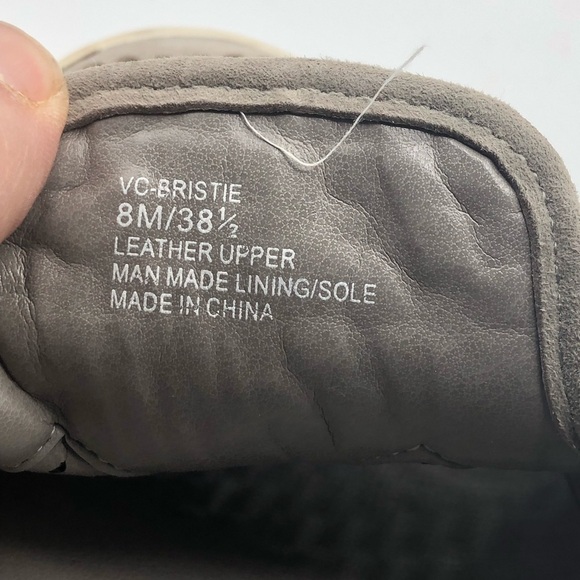 VC-BRISTIE
8M/38½
LEATHER UPPER
MAN MADE LINING/SOLE
MADE IN CHINA